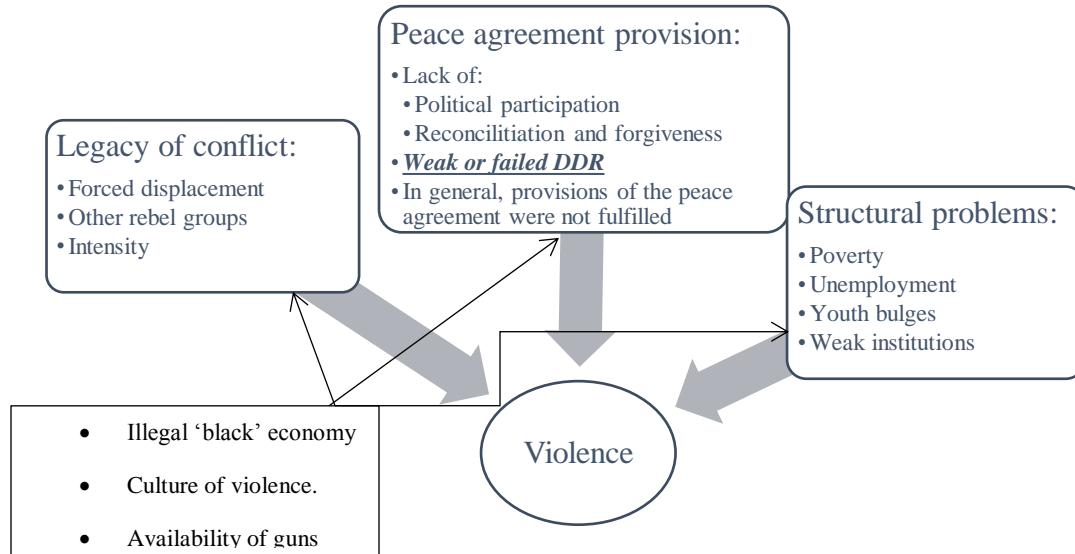 Peace agreement provision:
• Lack of:
• Political participation
• Reconcilitiation and forgiveness
• Weak or failed DDR
• In general, provisions of the peace
agreement were not fulfilled
Legacy of conflict:
• Forced displacement
• Other rebel groups
• Intensity
Structural problems:
• Poverty
• Unemployment
• Youth bulges
• Weak institutions
• Illegal ‘black’ economy
• Culture of violence.
• Availability of guns
Violence